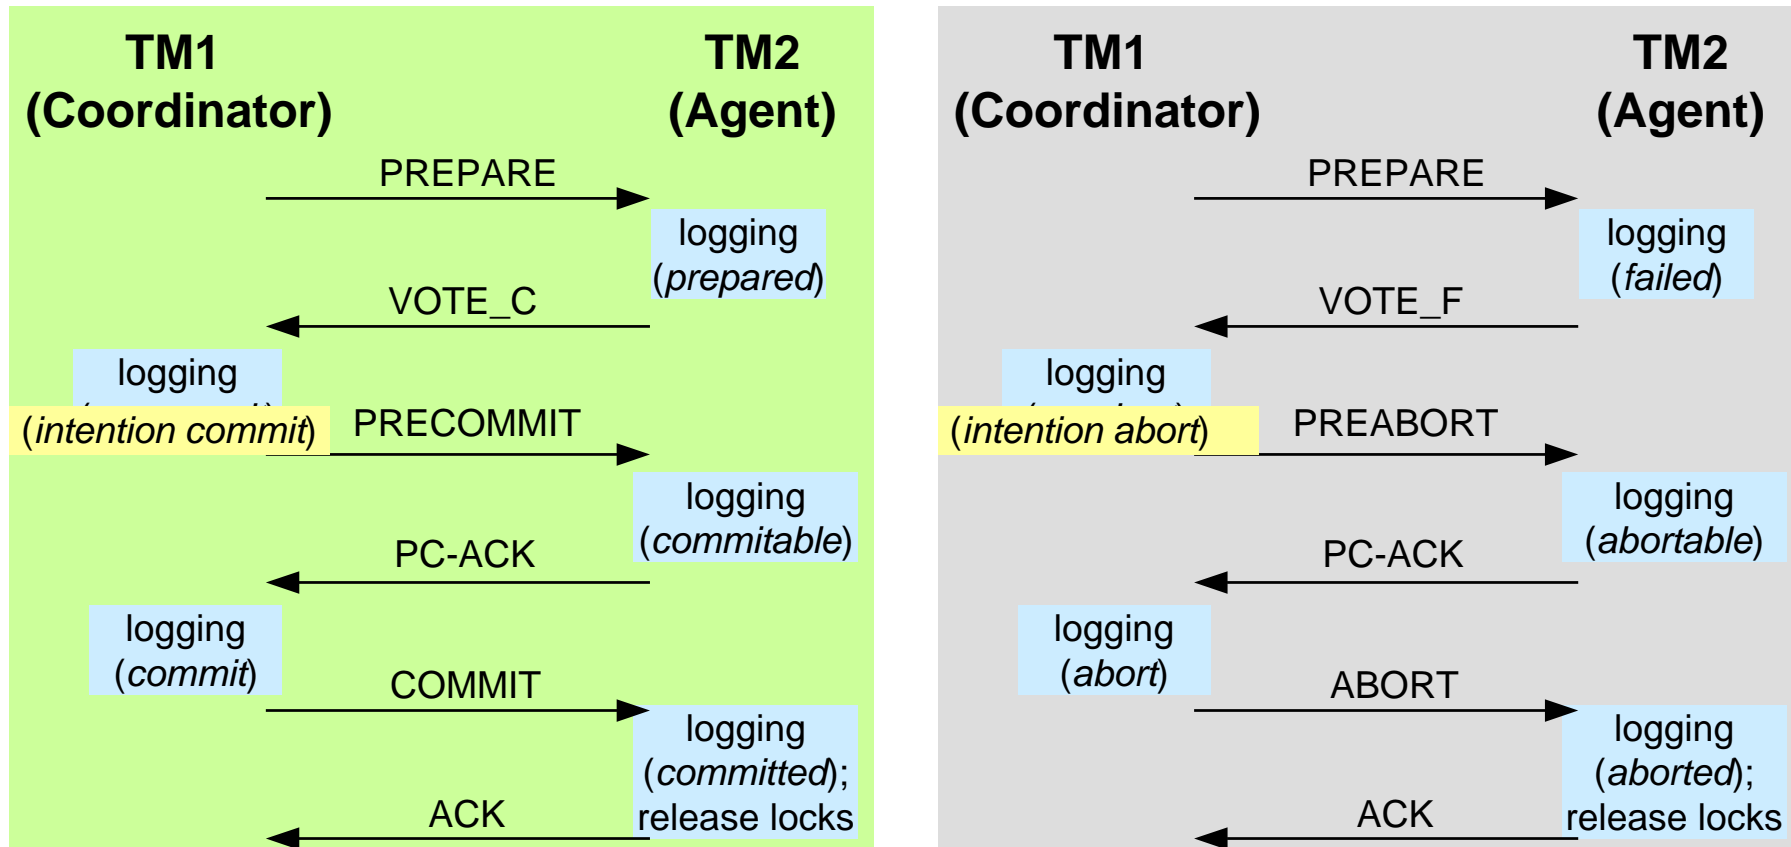 TM1
(Coordinator)
TM2
(Agent)
PREPARE
logging
(prepared)
VOTE_C
logging
(intention commit)
PRECOMMIT
logging
(commitable)
PC-ACK
logging
(commit)
COMMIT
logging
(committed);
release locks
ACK
TM1
(Coordinator)
TM2
(Agent)
PREPARE
logging
(failed)
VOTE_F
logging
(intention abort)
PREABORT
logging
(abortable)
PC-ACK
logging
(abort)
ABORT
logging
(aborted);
release locks
ACK